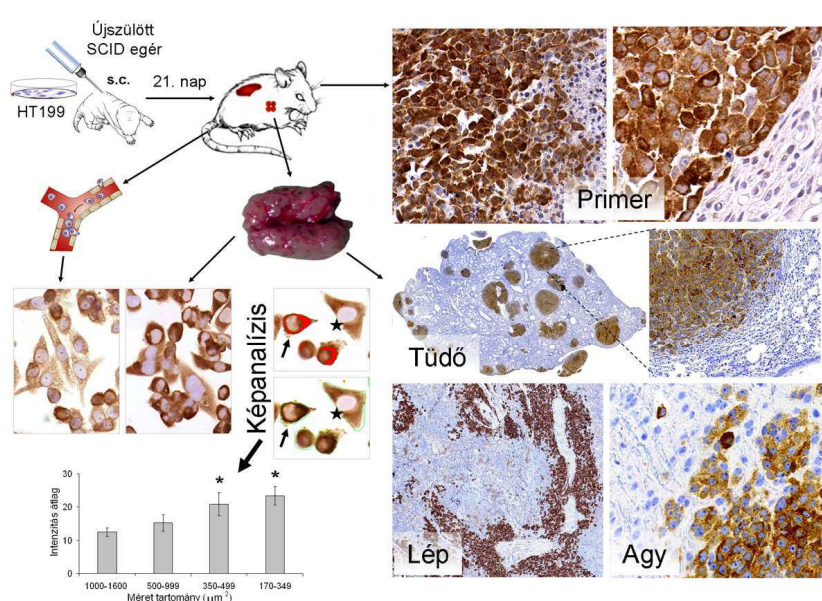 Újszülött
SCID egér
s.c.
21. nap
HT199
Primer
Tüdő
Képanalízis
Lép
Agy
*
*
30
20
10
0
Intenzitás átlag
1000-1600
500-999
350-499
170-349
Méret tartomány (μm²)